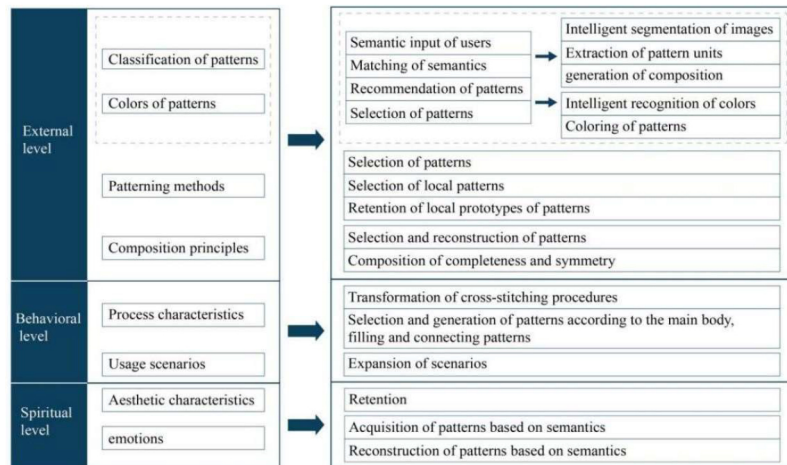 External
level
Classification of patterns
Colors of patterns
Patterning methods
Composition principles
Semantic input of users
Matching of semantics
Recommendation of patterns
Selection of patterns
Intelligent segmentation of images
Extraction of pattern units
generation of composition
Intelligent recognition of colors
Coloring of patterns
Selection of patterns
Selection of local patterns
Retention of local prototypes of patterns
Selection and reconstruction of patterns
Composition of completeness and symmetry
Behavioral
level
Process characteristics
Usage scenarios
Transformation of cross-stitching procedures
Selection and generation of patterns according to the main body,
filling and connecting patterns
Expansion of scenarios
Spiritual
level
Aesthetic characteristics
emotions
Retention
Acquisition of patterns based on semantics
Reconstruction of patterns based on semantics